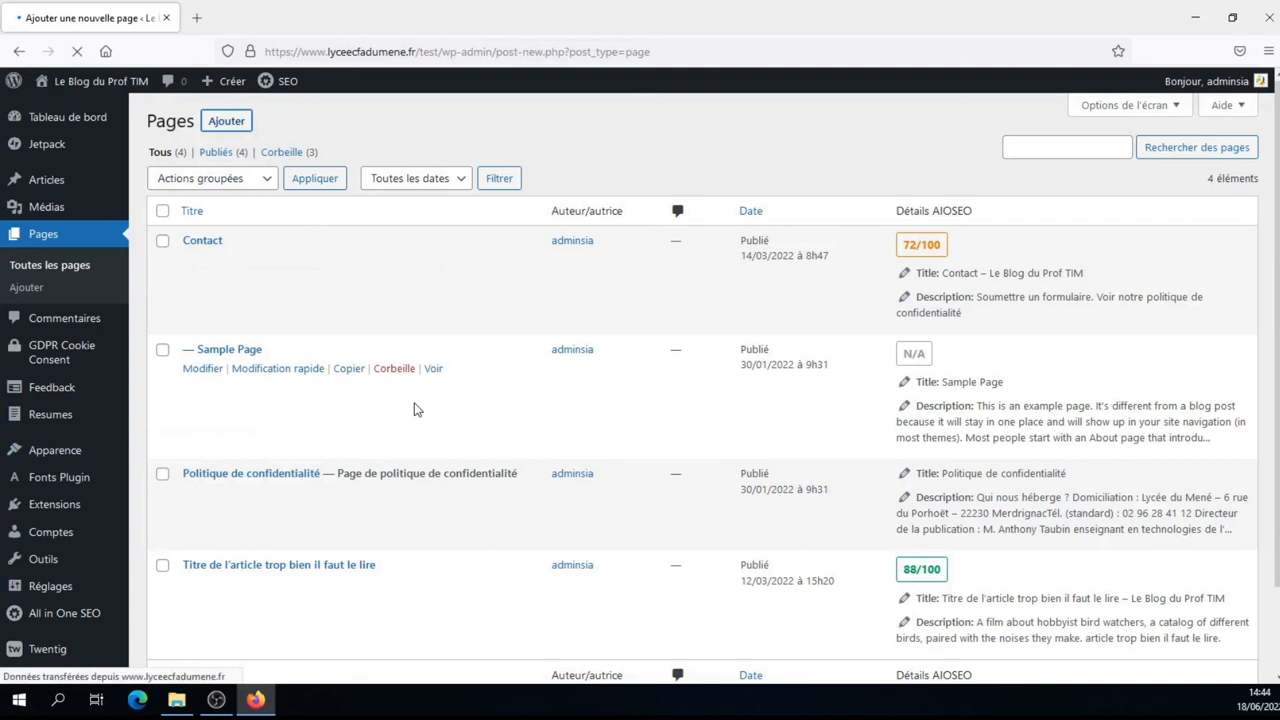 Ajouter une nouvelle page ‹ Le
https://www.lyceecfadumene.fr/test/wp-admin/post-new.php?post_type=page
Le Blog du Prof TIM 0 Créer SEO Bonjour, adminsia
Tableau de bord
Jetpack
Articles
Médias
Pages
Toutes les pages
Ajouter
Commentaires
GDPR Cookie
Consent
Feedback
Resumes
Apparence
Fonts Plugin
Extensions
Comptes
Outils
Réglages
All in One SEO
tw Twentig
Options de l'écran Aide
Pages Ajouter
Tous (4) | Publiés (4) | Corbeille (3)
Rechercher des pages
Actions groupées Appliquer Toutes les dates Filtrer 4 éléments
Titre Auteur/autrice Date Détails AIOSEO
Contact adminsia — Publié
14/03/2022 à 8h47
72/100
Title: Contact – Le Blog du Prof TIM
Description: Soumettre un formulaire. Voir notre politique de
confidentialité
— Sample Page adminsia — Publié
30/01/2022 à 9h31
Modifier | Modification rapide | Copier | Corbeille | Voir
N/A
Title: Sample Page
Description: This is an example page. It's different from a blog post
because it will stay in one place and will show up in your site navigation (in
most themes). Most people start with an About page that introdu...
Politique de confidentialité — Page de politique de confidentialité adminsia — Publié
30/01/2022 à 9h31
Title: Politique de confidentialité
Description: Qui nous héberge ? Domiciliation : Lycée du Mené – 6 rue
du Porhoët – 22230 MerdrignacTél. (standard) : 02 96 28 41 12 Directeur
de la publication : M. Anthony Taubin enseignant en technologies de l'...
Titre de l'article trop bien il faut le lire adminsia — Publié
12/03/2022 à 15h20
88/100
Title: Titre de l'article trop bien il faut le lire – Le Blog du Prof TIM
Description: A film about hobbyist bird watchers, a catalog of different
birds, paired with the noises they make. article trop bien il faut le lire.
Date Détails AIOSEO
Données transférées depuis www.lyceecfadumene.fr
14:44